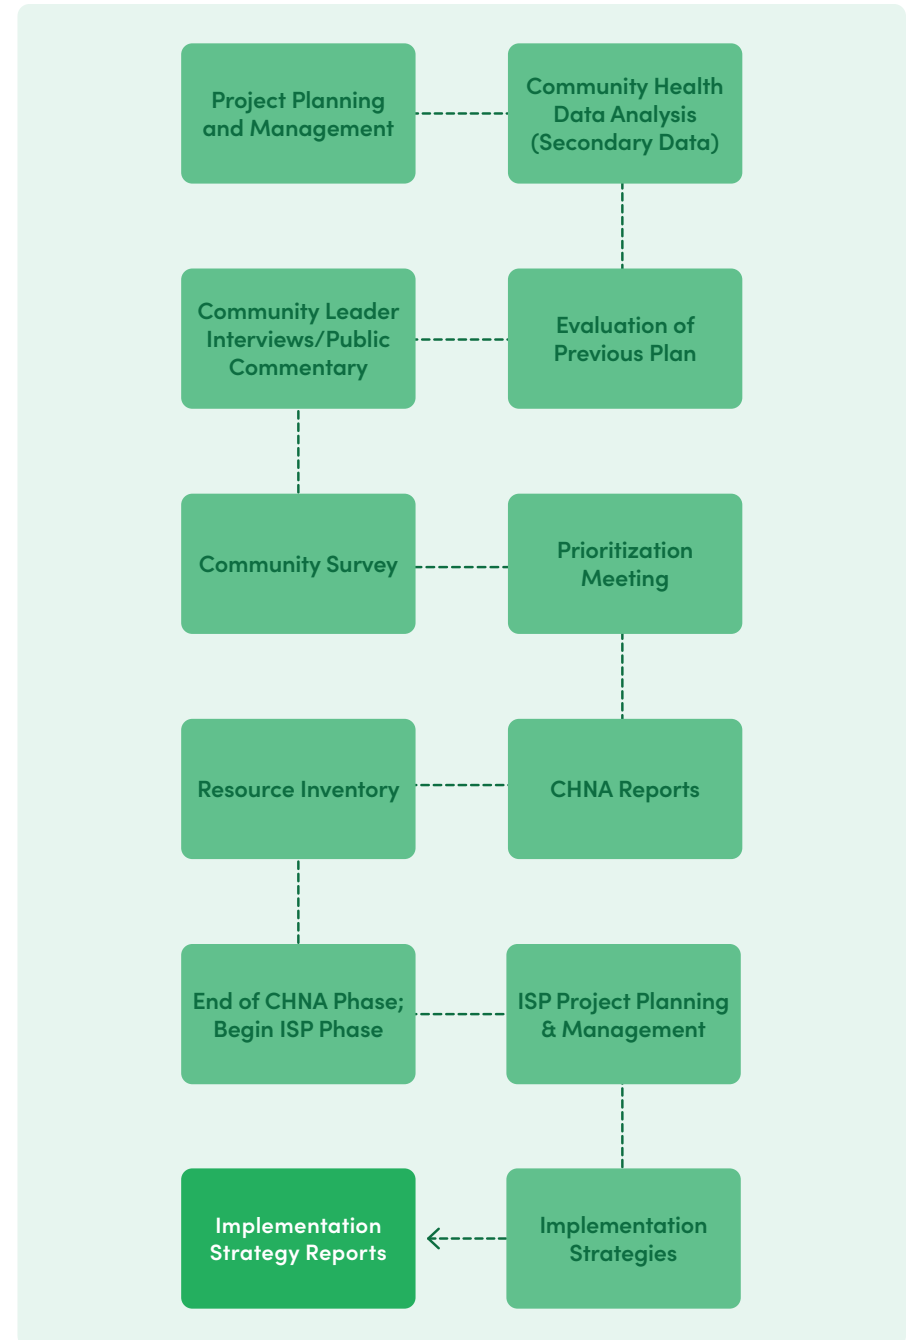 Project Planning
and Management
Community Health
Data Analysis
(Secondary Data)
Community Leader
Interviews/Public
Commentary
Evaluation of
Previous Plan
Community Survey
Prioritization
Meeting
Resource Inventory
CHNA Reports
End of CHNA Phase;
Begin ISP Phase
ISP Project Planning
& Management
Implementation
Strategy Reports
Implementation
Strategies